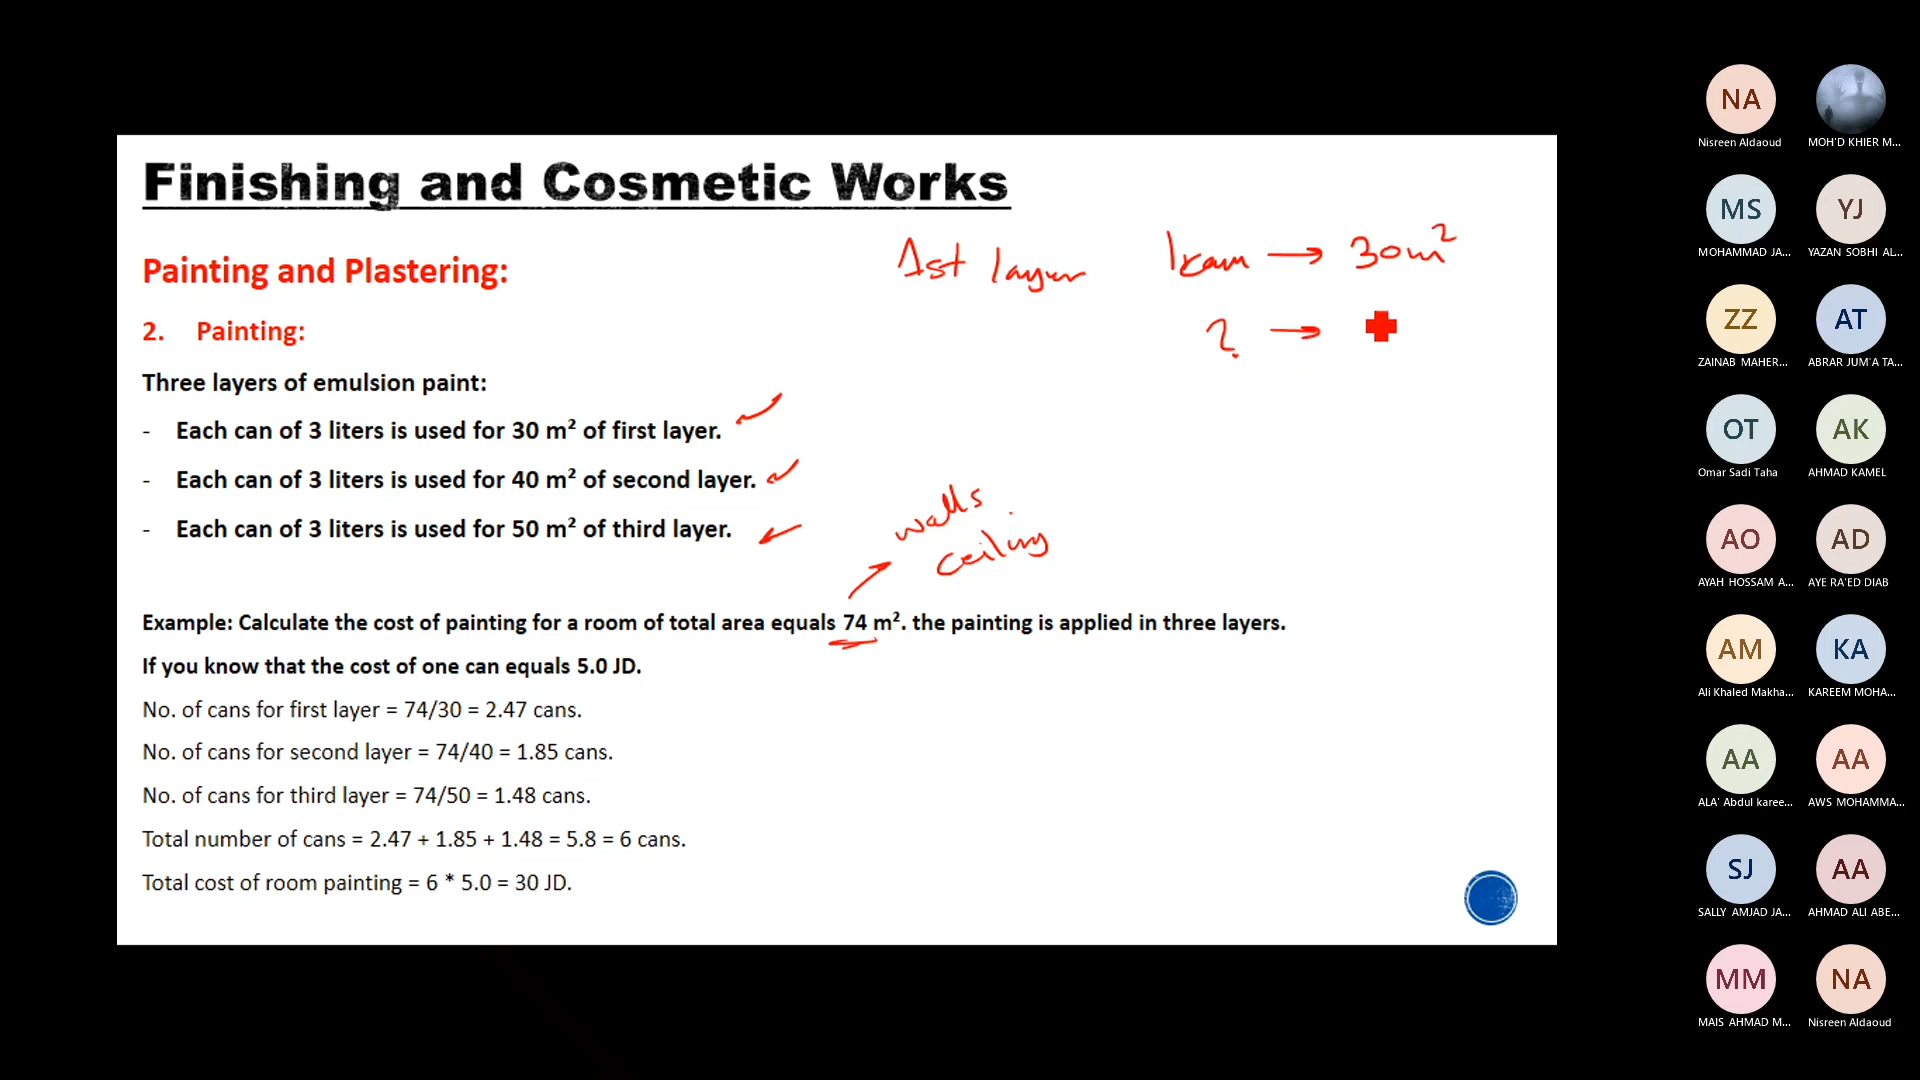 Finishing and Cosmetic Works
Painting and Plastering:
1st layer
1 can → 30m²
? →
2. Painting:
Three layers of emulsion paint:
- Each can of 3 liters is used for 30 m² of first layer.
- Each can of 3 liters is used for 40 m² of second layer.
- Each can of 3 liters is used for 50 m² of third layer.
walls
ceiling
Example: Calculate the cost of painting for a room of total area equals 74 m². the painting is applied in three layers.
If you know that the cost of one can equals 5.0 JD.
No. of cans for first layer = 74/30 = 2.47 cans.
No. of cans for second layer = 74/40 = 1.85 cans.
No. of cans for third layer = 74/50 = 1.48 cans.
Total number of cans = 2.47 + 1.85 + 1.48 = 5.8 = 6 cans.
Total cost of room painting = 6 * 5.0 = 30 JD.
NA
Nisreen Aldaoud
MOH'D KHIER M...
MS YJ
MOHAMMAD JA... YAZAN SOBHI AL...
ZZ AT
ZAINAB MAHER... ABRAR JUM'A TA...
OT AK
Omar Sadi Taha AHMAD KAMEL
AO AD
AYAH HOSSAM A... AYE RA'ED DIAB
AM KA
Ali Khaled Makha... KAREEM MOHA...
AA AA
ALA' Abdul karee... AWS MOHAMMA...
SJ AA
SALLY AMJAD JA... AHMAD ALI ABE...
MM NA
MAIS AHMAD M... Nisreen Aldaoud